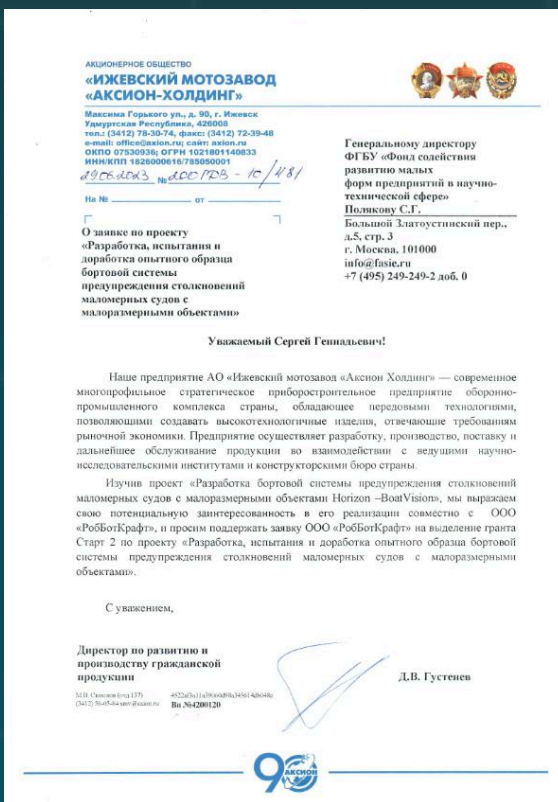 АКЦИОНЕРНОЕ ОБЩЕСТВО
«ИЖЕВСКИЙ МОТОЗАВОД
«АКСИОН-ХОЛДИНГ»
Максима Горького ул., д. 90, г. Ижевск
Удмуртская Республика, 426008
тел.: (3412) 78-30-74, факс: (3412) 72-39-48
e-mail: office@axion.ru; сайт: axion.ru
ОКПО 07530936; ОГРН 1021801140833
ИНН/КПП 1826000616/785050001
29.06.2023 № 200РДВ - 10/481
На № от
Генеральному директору
ФГБУ «Фонд содействия
развитию малых
форм предприятий в научно-
технической сфере»
Полякову С.Г.
Большой Златоустинский пер.,
д.5, стр. 3
г. Москва, 101000
info@fasie.ru
+7 (495) 249-249-2 доб. 0
О заявке по проекту
«Разработка, испытания и
доработка опытного образца
бортовой системы
предупреждения столкновений
маломерных судов с
малоразмерными объектами»
Уважаемый Сергей Геннадьевич!
Наше предприятие АО «Ижевский мотозавод «Аксион Холдинг» — современное
многопрофильное стратегическое приборостроительное предприятие оборонно-
промышленного комплекса страны, обладающее передовыми технологиями,
позволяющими создавать высокотехнологичные изделия, отвечающие требованиям
рыночной экономики. Предприятие осуществляет разработку, производство, поставку и
дальнейшее обслуживание продукции во взаимодействии с ведущими научно-
исследовательскими институтами и конструкторскими бюро страны.
Изучив проект «Разработка бортовой системы предупреждения столкновений
маломерных судов с малоразмерными объектами Horizon –BoatVision», мы выражаем
свою потенциальную заинтересованность в его реализации совместно с ООО
«РобБотКрафт», и просим поддержать заявку ООО «РобБотКрафт» на выделение гранта
Старт 2 по проекту «Разработка, испытания и доработка опытного образца бортовой
системы предупреждения столкновений маломерных судов с малоразмерными
объектами».
С уважением,
Директор по развитию и
производству гражданской
продукции
Д.В. Густенев
Вн №4200120
90 АКСИОН